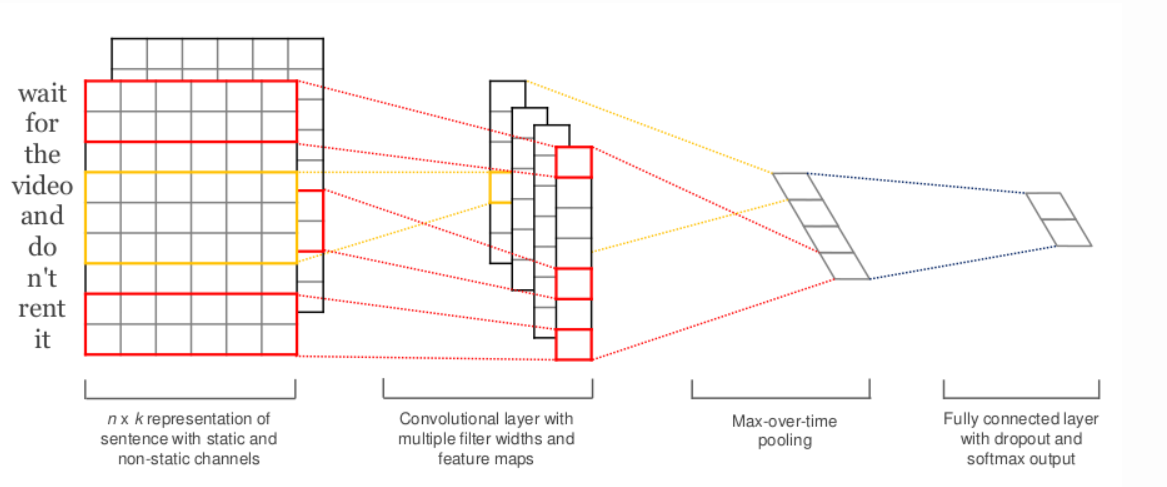 wait
for
the
video
and
do
n't
rent
it
n x k representation of
sentence with static and
non-static channels
Convolutional layer with
multiple filter widths and
feature maps
Max-over-time
pooling
Fully connected layer
with dropout and
softmax output